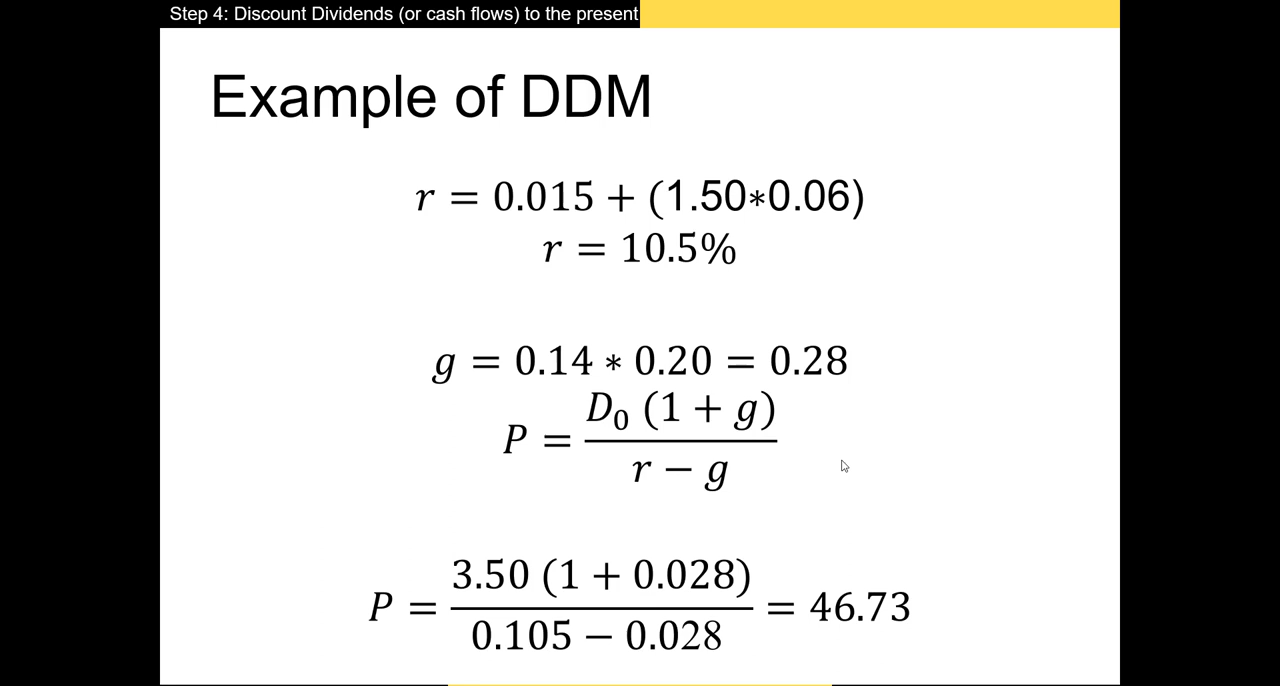 Step 4: Discount Dividends (or cash flows) to the present
Example of DDM
r = 0.015 + (1.50*0.06)
r = 10.5%
g = 0.14 * 0.20 = 0.28
P = D₀ (1 + g) / r − g
P = 3.50 (1 + 0.028) / 0.105 − 0.028 = 46.73